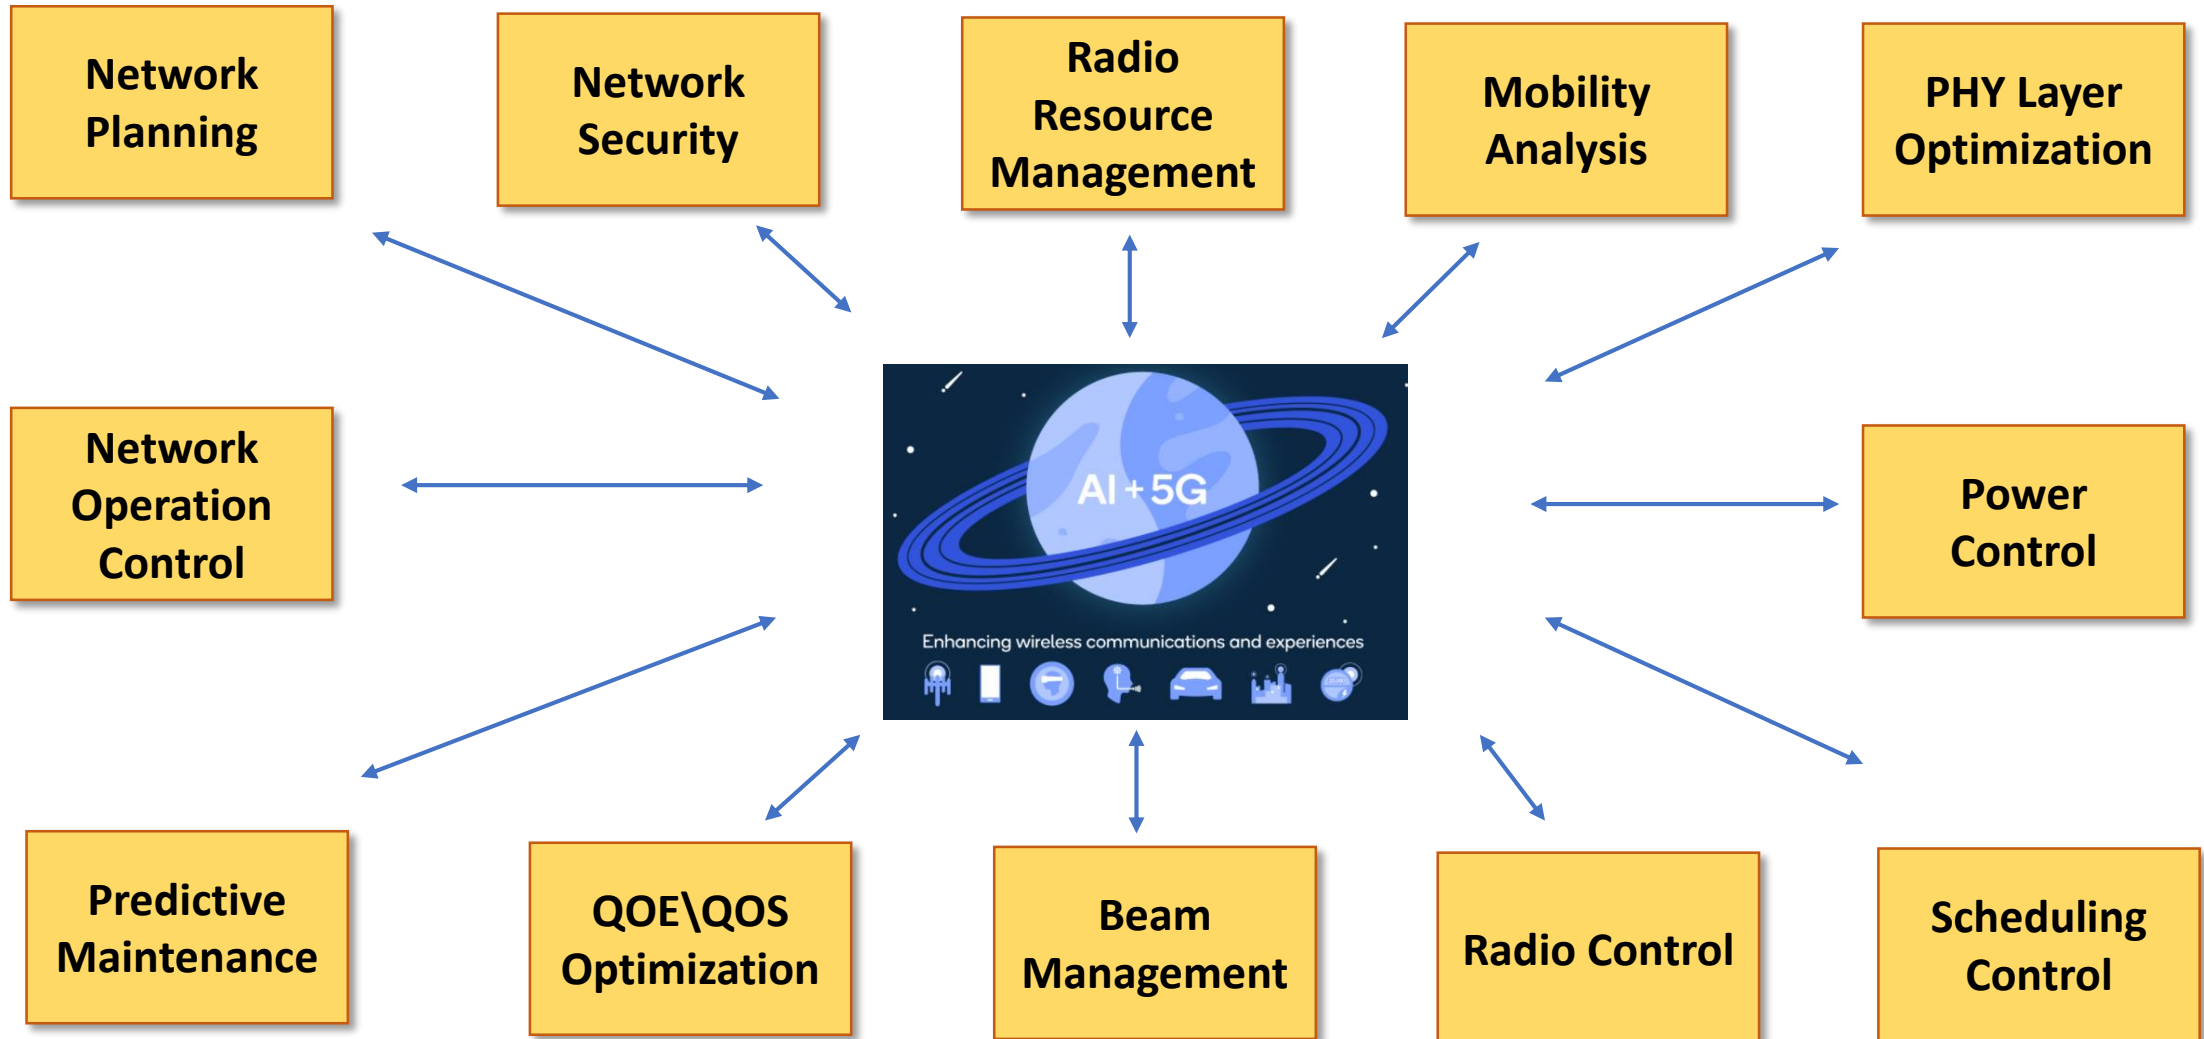 Network
Planning
Network
Security
Radio
Resource
Management
Mobility
Analysis
PHY Layer
Optimization
Network
Operation
Control
AI + 5G
Enhancing wireless communications and experiences
Power
Control
Predictive
Maintenance
QOE\QOS
Optimization
Beam
Management
Radio Control
Scheduling
Control